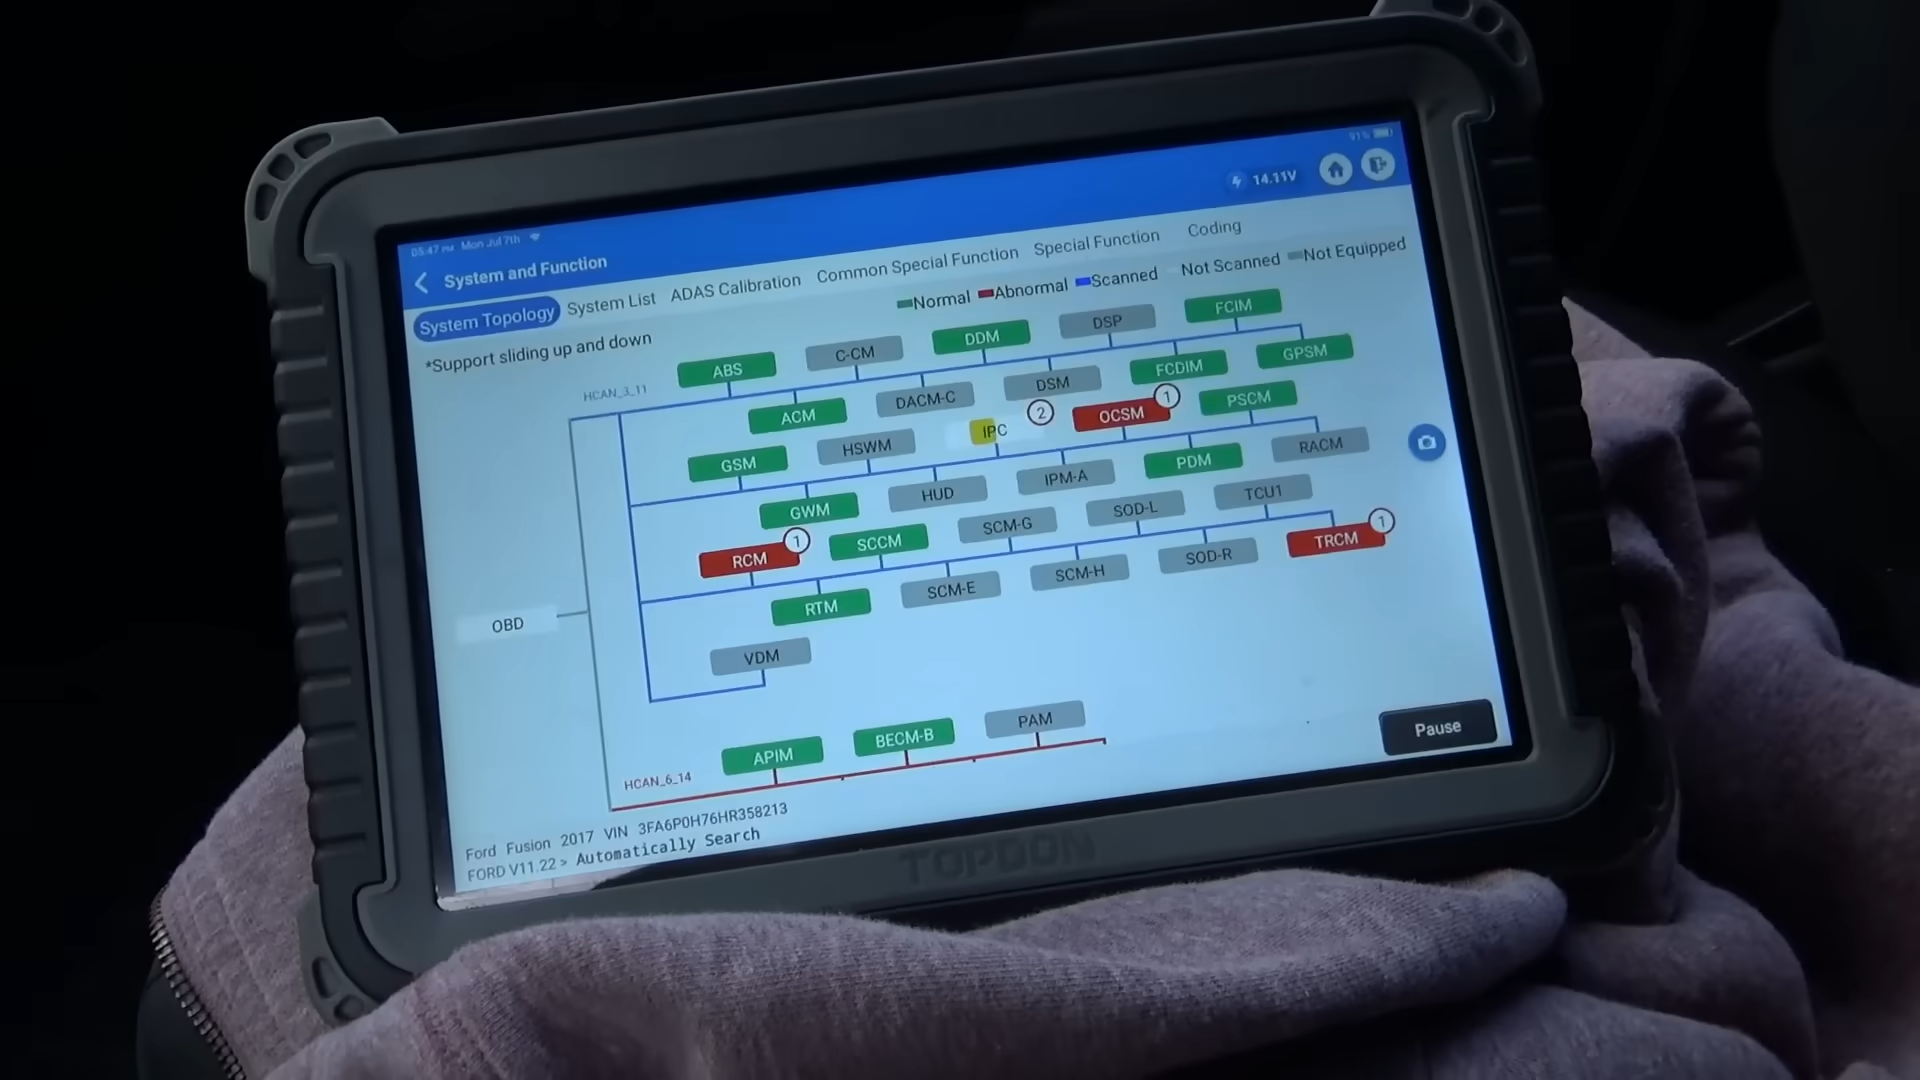 05:47 PM Mon Jul 7th
91%
System and Function
14.11V
System Topology System List ADAS Calibration Common Special Function Special Function Coding
*Support sliding up and down
Normal Abnormal Scanned Not Scanned Not Equipped
HCAN_3_11
ABS C-CM DDM DSP FCIM
ACM DACM-C DSM FCDIM GPSM
GSM HSWM IPC 2 OCSM 1 PSCM
GWM HUD IPM-A PDM RACM
RCM 1 SCCM SCM-G SOD-L TCU1
RTM SCM-E SCM-H SOD-R TRCM 1
OBD
VDM
HCAN_6_14
APIM BECM-B PAM
Pause
Ford Fusion 2017 VIN 3FA6P0H76HR358213
FORD V11.22 > Automatically Search
TOPDON